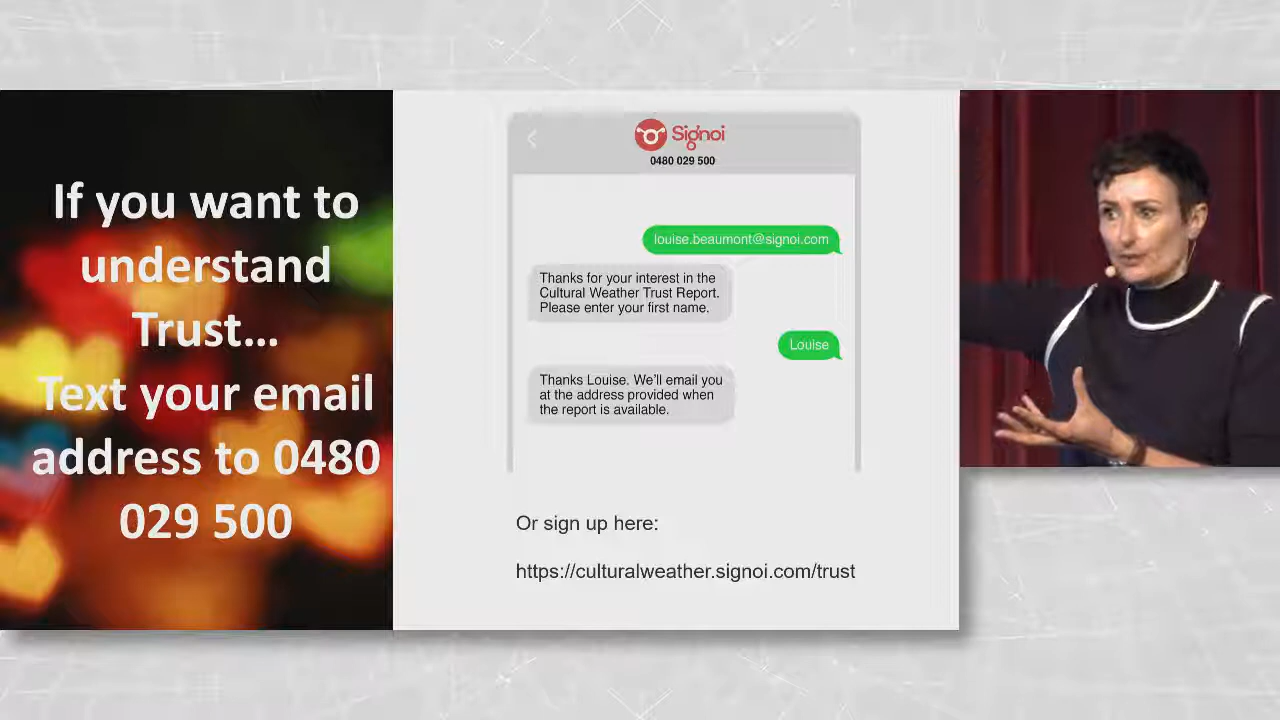 If you want to
understand
Trust...
Text your email
address to 0480
029 500
Signoi
0480 029 500
louise.beaumont@signoi.com
Thanks for your interest in the
Cultural Weather Trust Report.
Please enter your first name.
Louise
Thanks Louise. We'll email you
at the address provided when
the report is available.
Or sign up here:
https://culturalweather.signoi.com/trust